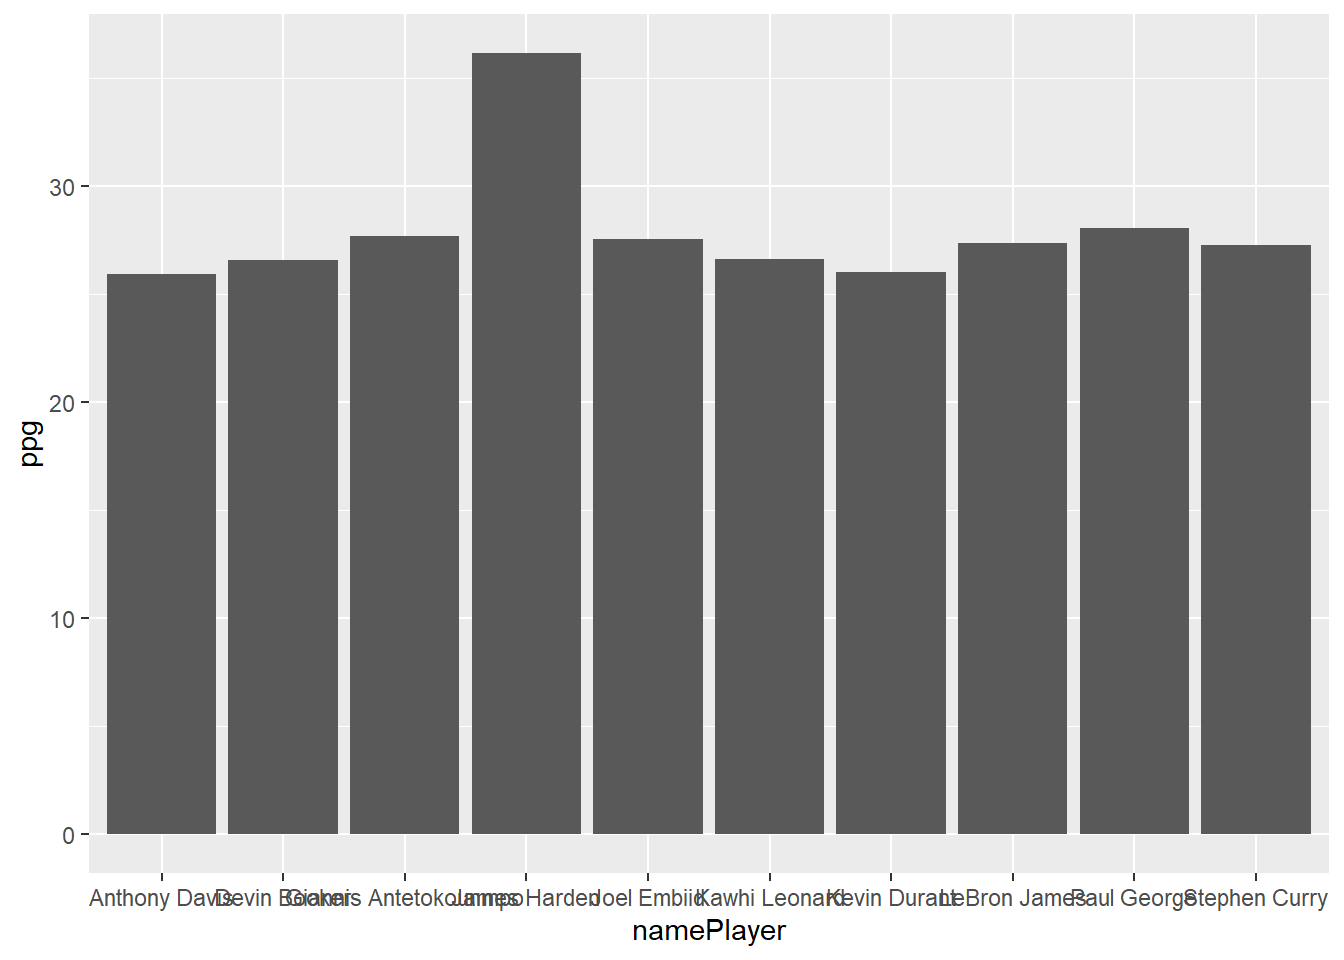 30
20
10
0
ppg
Anthony Davis Devin Booker Giannis Antetokounmpo James Harden Joel Embiid Kawhi Leonard Kevin Durant LeBron James Paul George Stephen Curry
namePlayer